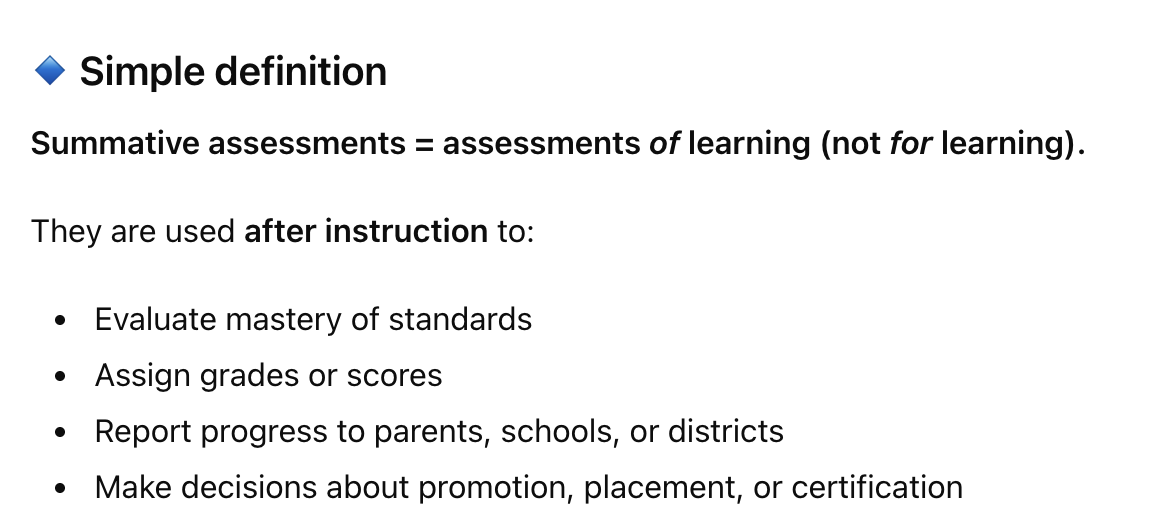 Simple definition
Summative assessments = assessments of learning (not for learning).
They are used after instruction to:
• Evaluate mastery of standards
• Assign grades or scores
• Report progress to parents, schools, or districts
• Make decisions about promotion, placement, or certification